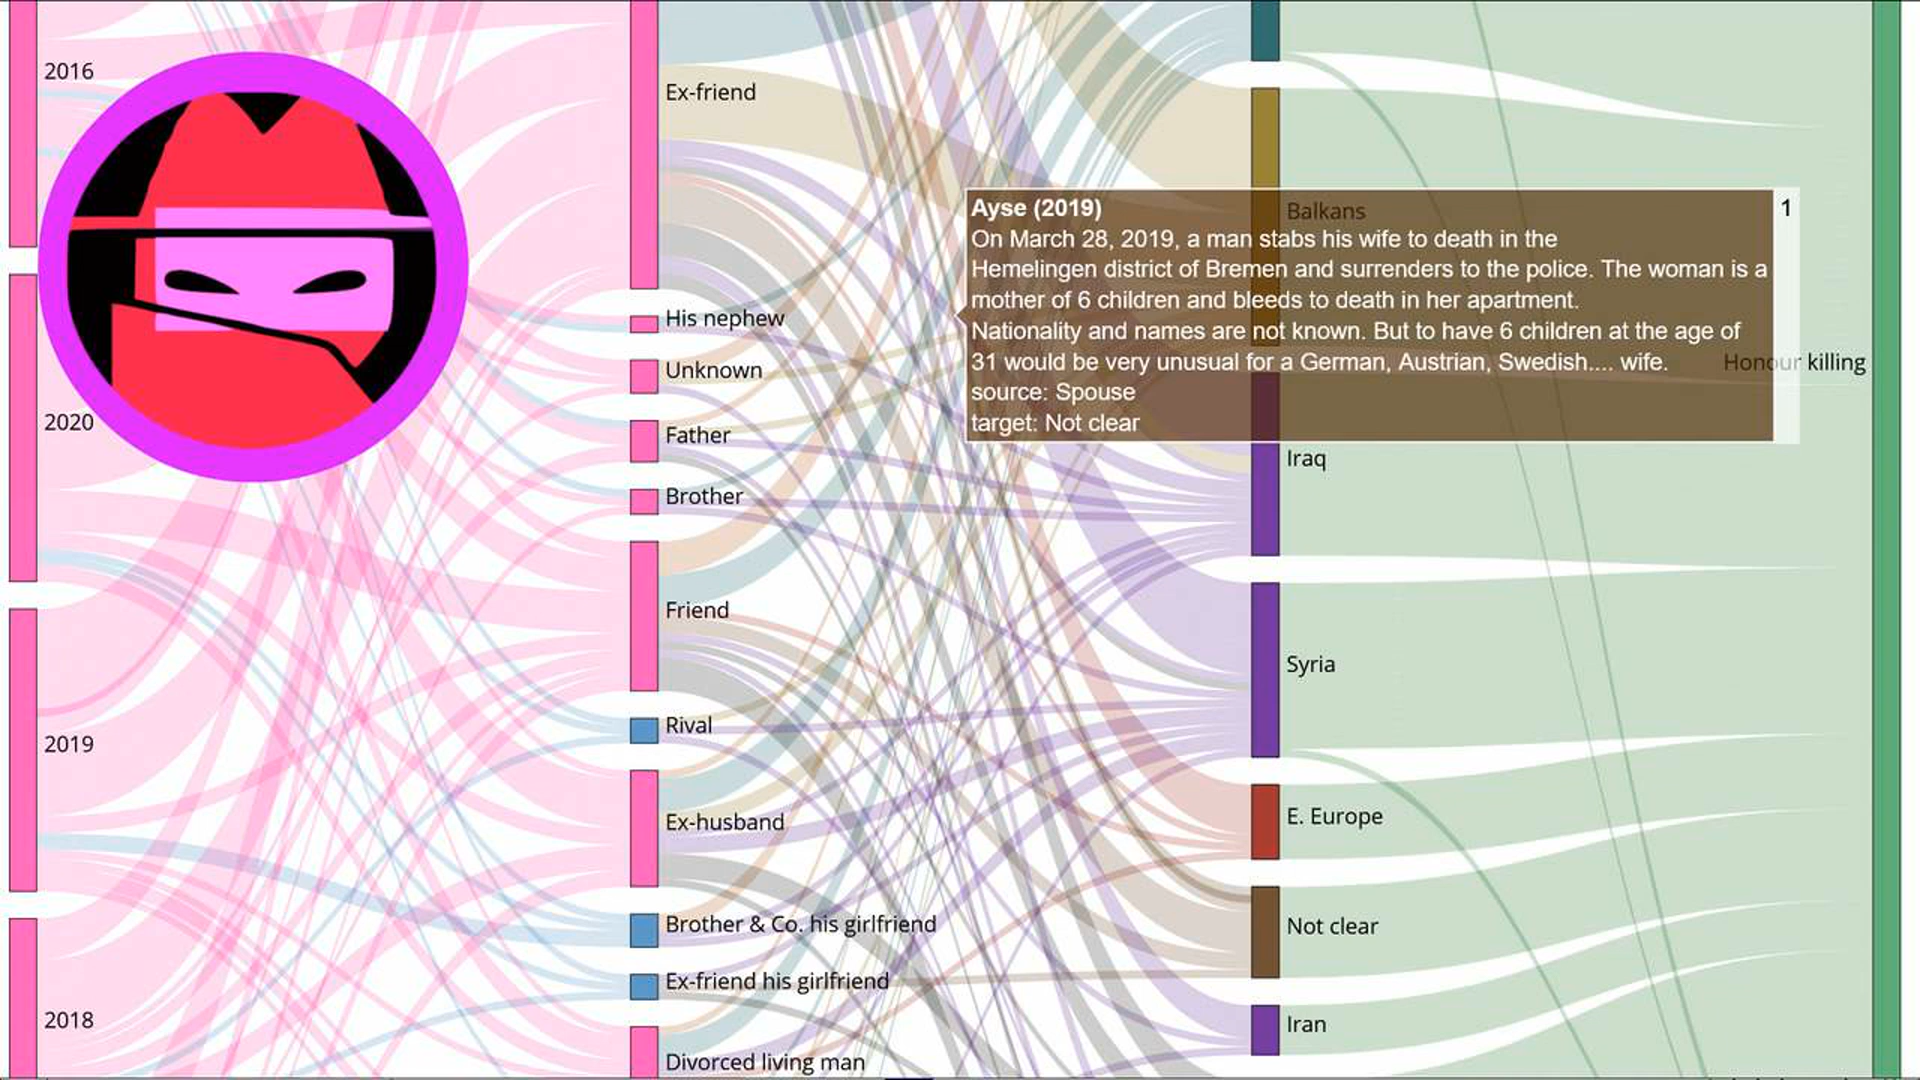 2016
2020
2019
2018
Ex-friend
His nephew
Unknown
Father
Brother
Friend
Rival
Ex-husband
Brother & Co. his girlfriend
Ex-friend his girlfriend
Divorced living man
Ayse (2019)
On March 28, 2019, a man stabs his wife to death in the
Hemelingen district of Bremen and surrenders to the police. The woman is a
mother of 6 children and bleeds to death in her apartment.
Nationality and names are not known. But to have 6 children at the age of
31 would be very unusual for a German, Austrian, Swedish.... wife.
source: Spouse
target: Not clear
1
Balkans
Iraq
Syria
E. Europe
Not clear
Iran
Honour killing